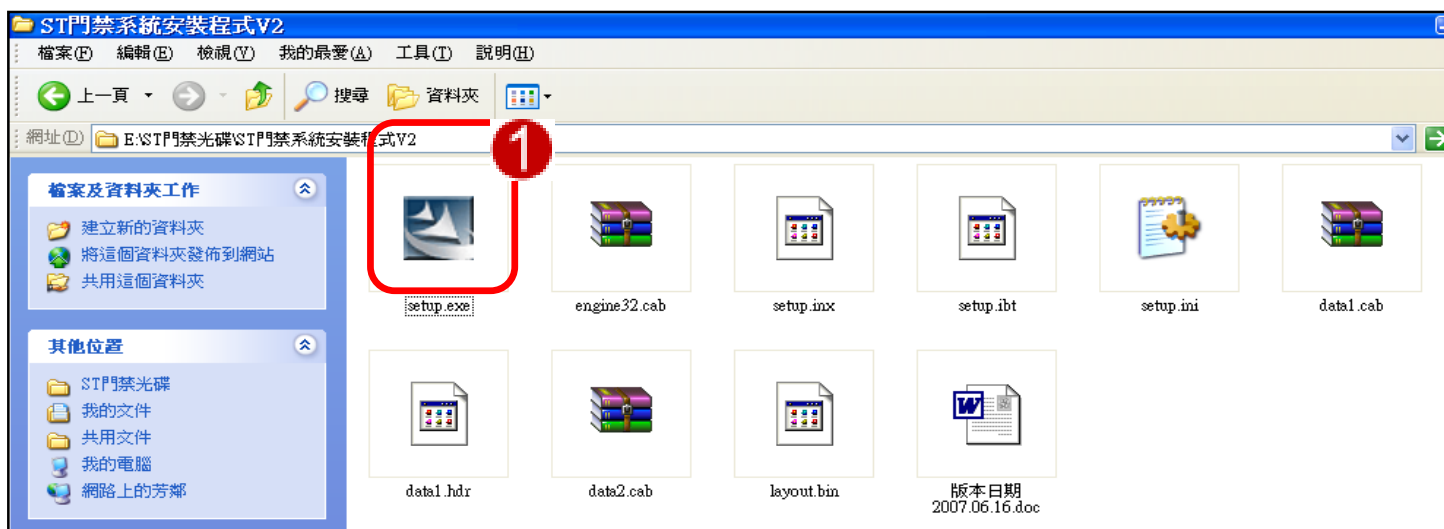 ST門禁系統安裝程式V2
檔案(F) 編輯(E) 檢視(V) 我的最愛(A) 工具(T) 說明(H)
上一頁 搜尋 資料夾
網址(D) E:\ST門禁光碟\ST門禁系統安裝程式V2
1
檔案及資料夾工作
建立新的資料夾
將這個資料夾發佈到網站
共用這個資料夾
其他位置
ST門禁光碟
我的文件
共用文件
我的電腦
網路上的芳鄰
setup.exe engine32.cab setup.inx setup.ibt setup.ini data1.cab
data1.hdr data2.cab layout.bin 版本日期
2007.06.16.doc